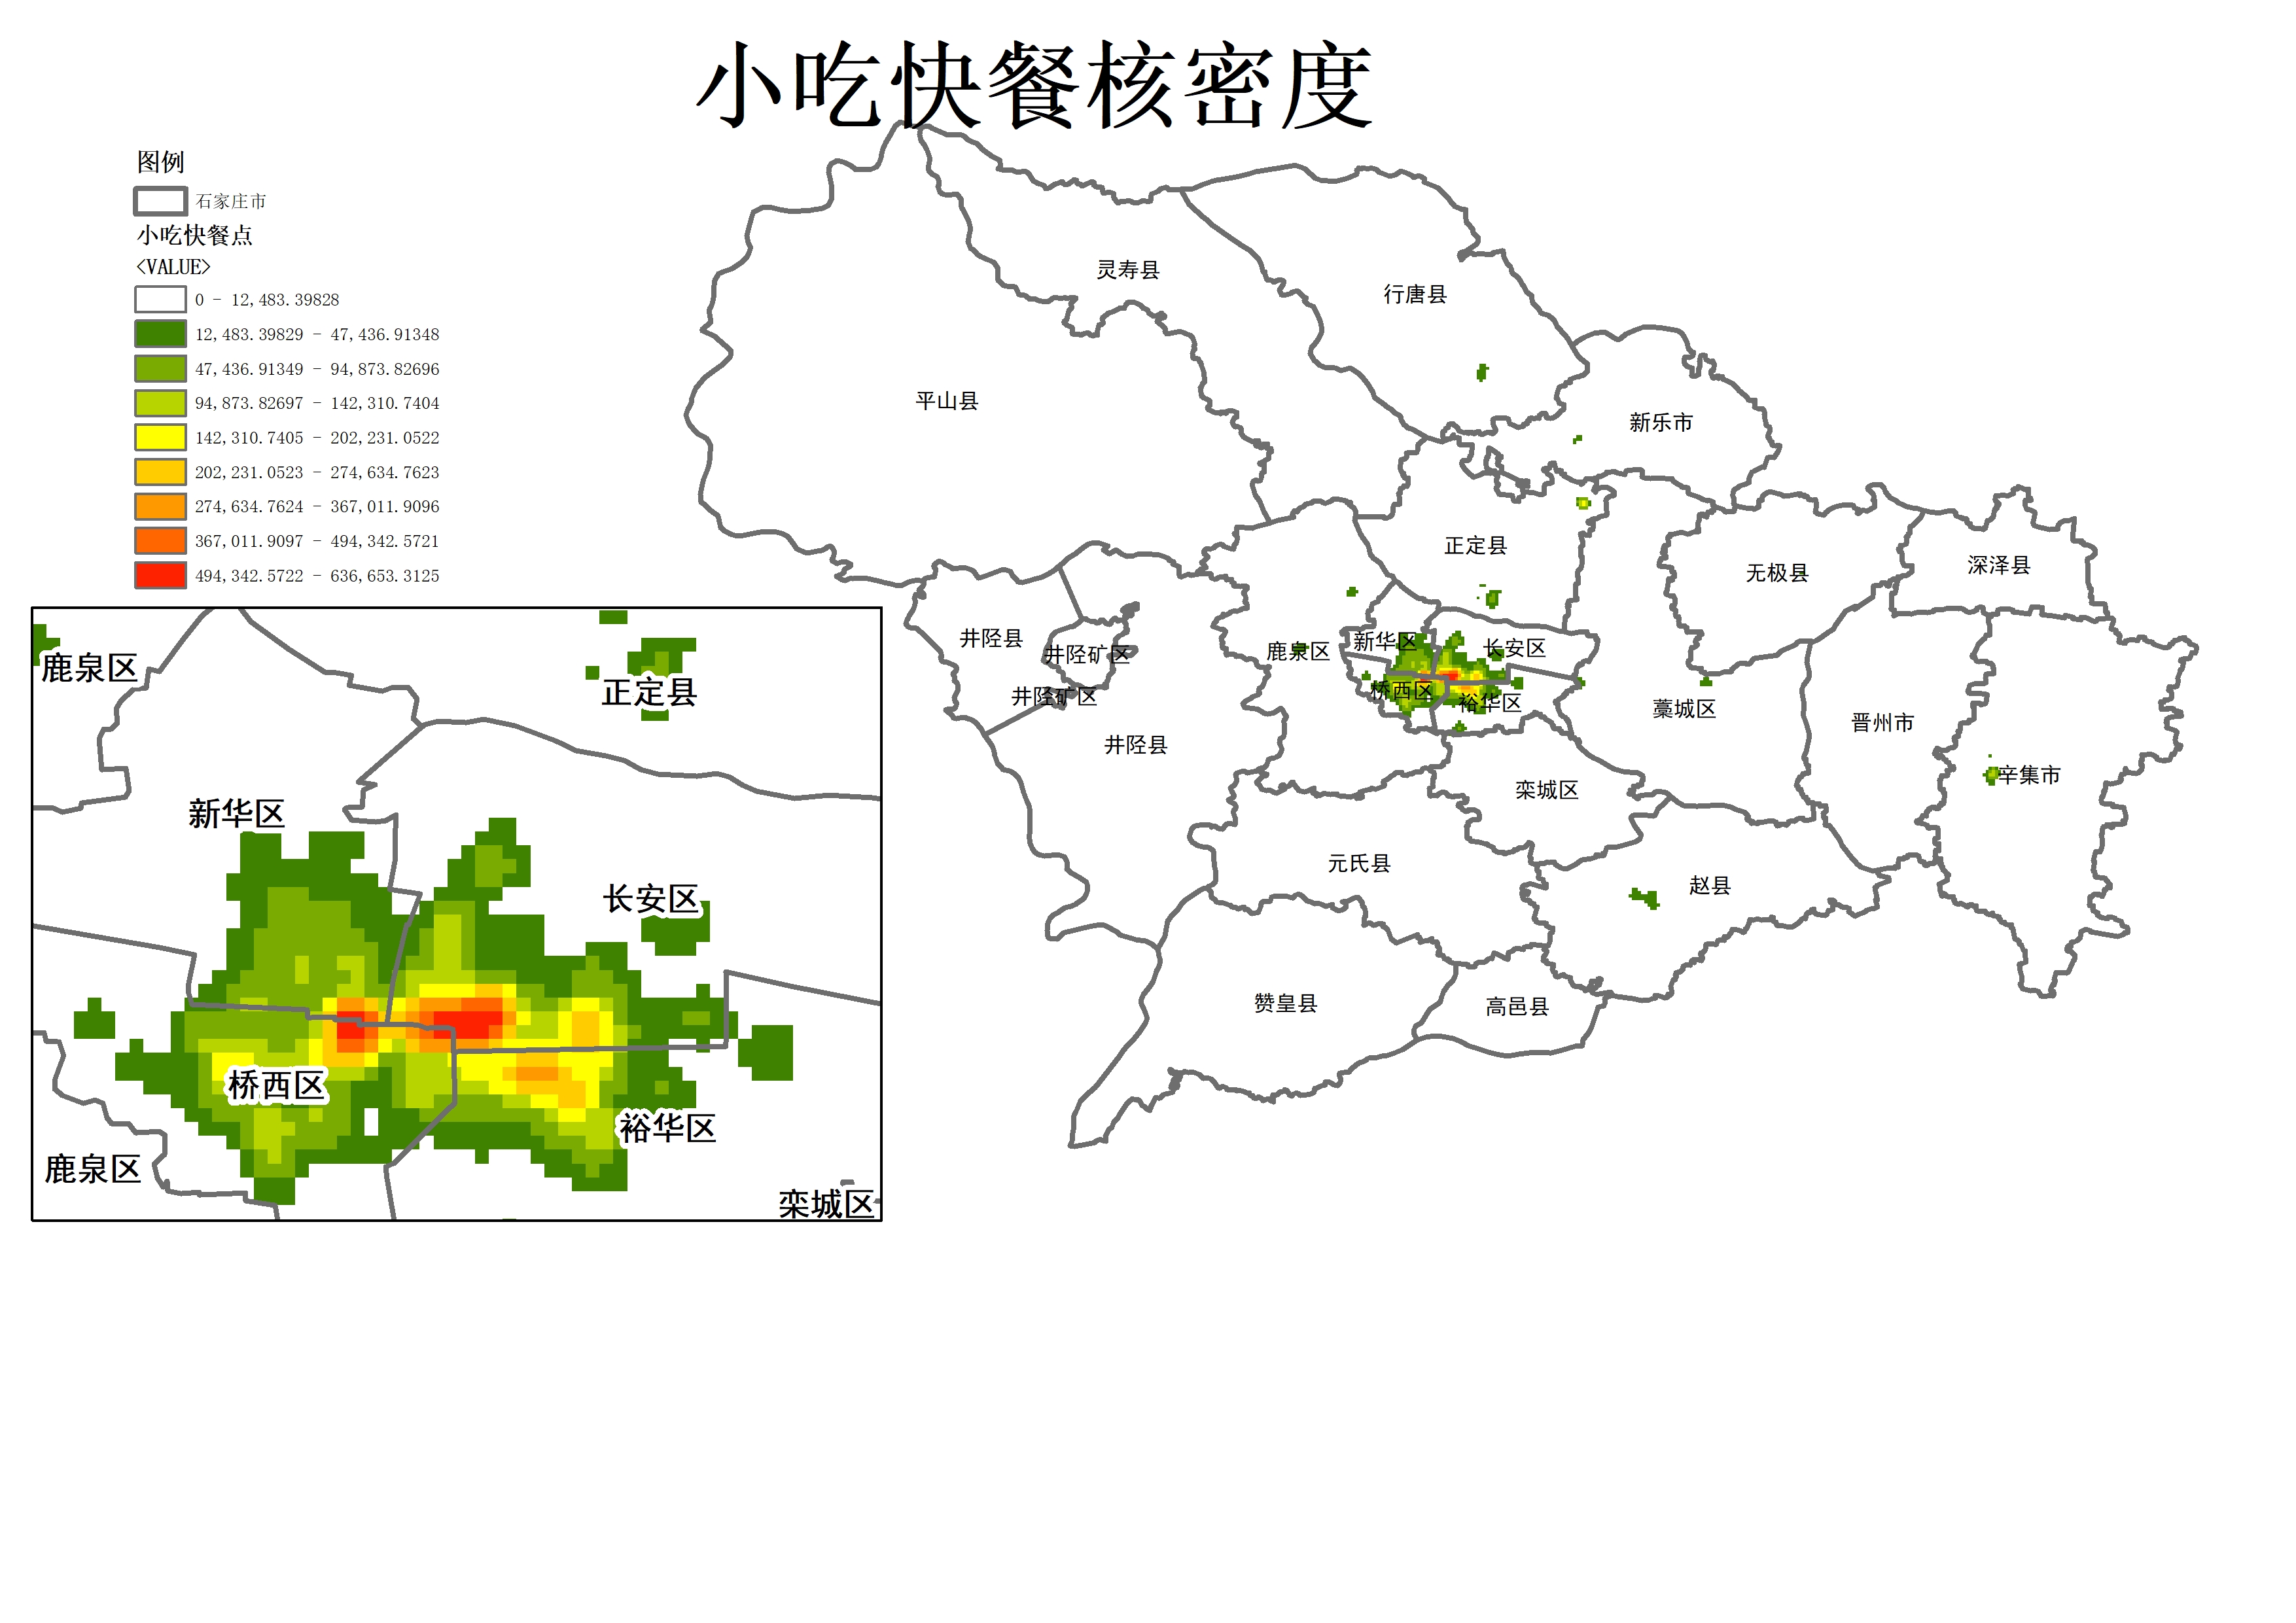 小吃快餐核密度
图例
石家庄市
小吃快餐点
<VALUE>
0 - 12,483.39828
12,483.39829 - 47,436.91348
47,436.91349 - 94,873.82696
94,873.82697 - 142,310.7404
142,310.7405 - 202,231.0522
202,231.0523 - 274,634.7623
274,634.7624 - 367,011.9096
367,011.9097 - 494,342.5721
494,342.5722 - 636,653.3125
灵寿县
行唐县
平山县
新乐市
正定县
无极县
深泽县
井陉县
井陉矿区
鹿泉区
新华区
长安区
井陉矿区
桥西区
裕华区
藁城区
晋州市
井陉县
栾城区
辛集市
元氏县
赵县
赞皇县
高邑县
鹿泉区
正定县
新华区
长安区
桥西区
裕华区
鹿泉区
栾城区